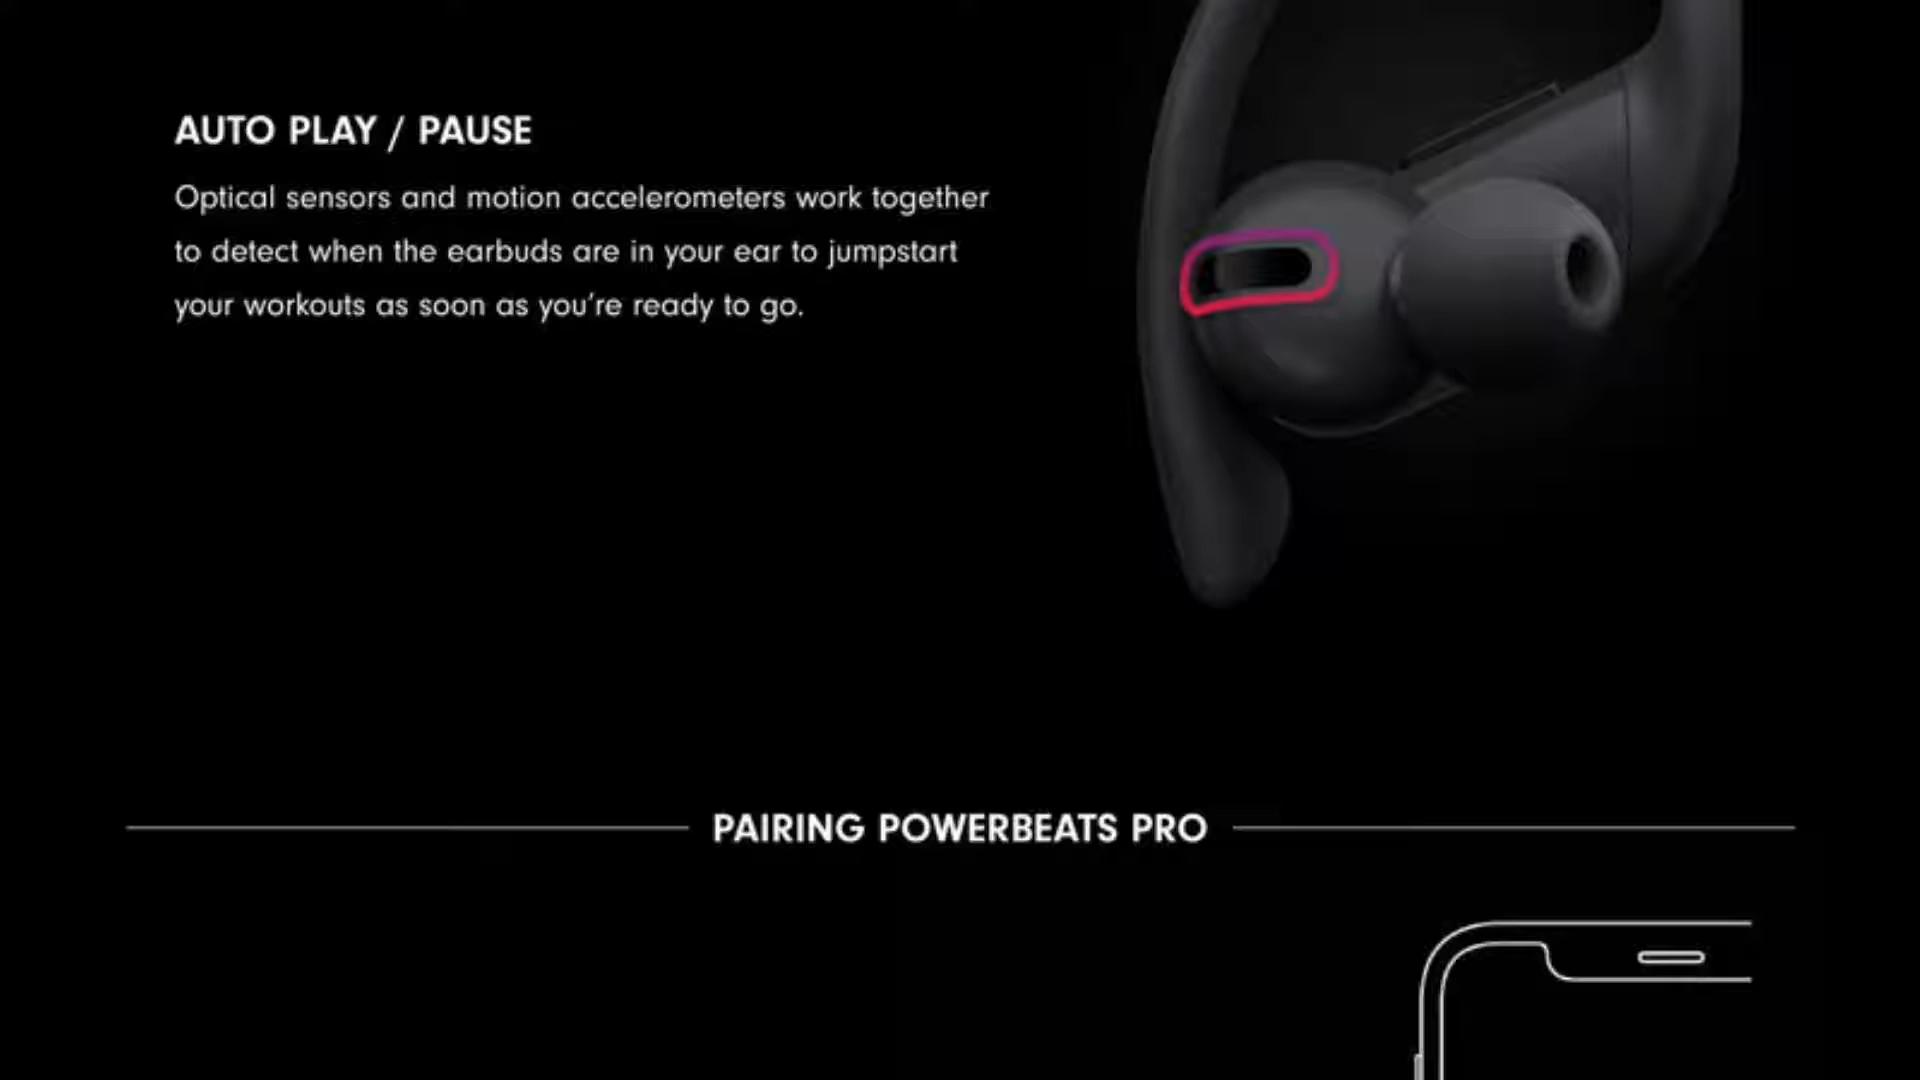 AUTO PLAY / PAUSE
Optical sensors and motion accelerometers work together
to detect when the earbuds are in your ear to jumpstart
your workouts as soon as you’re ready to go.
PAIRING POWERBEATS PRO